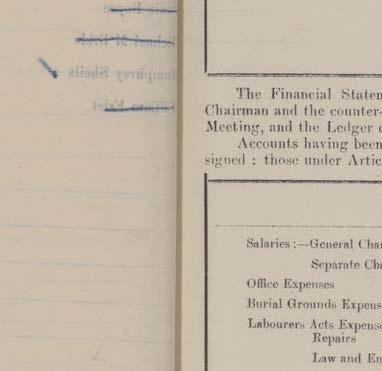 The Financial Statem
Chairman and the counter-
Meeting, and the Ledger
Accounts having been
signed : those under Artic
Salaries :—General Cha
Separate Ch
Office Expenses
Burial Grounds Expens
Labourers Acts Expens
Repairs
Law and En